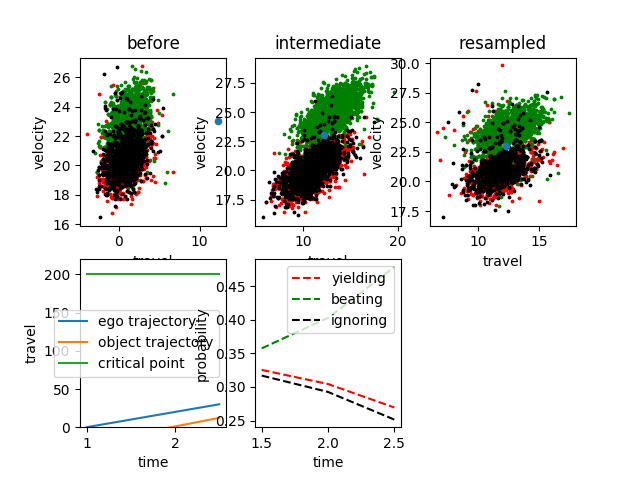 before
intermediate
resampled
velocity
26
24
22
20
18
16
0
10
travel
velocity
27.5
25.0
22.5
20.0
17.5
10
20
travel
velocity
30.0
27.5
25.0
22.5
20.0
17.5
10
15
travel
travel
200
150
100
50
0
1
2
time
ego trajectory
object trajectory
critical point
probability
0.45
0.40
0.35
0.30
0.25
1.5
2.0
2.5
time
yielding
beating
ignoring